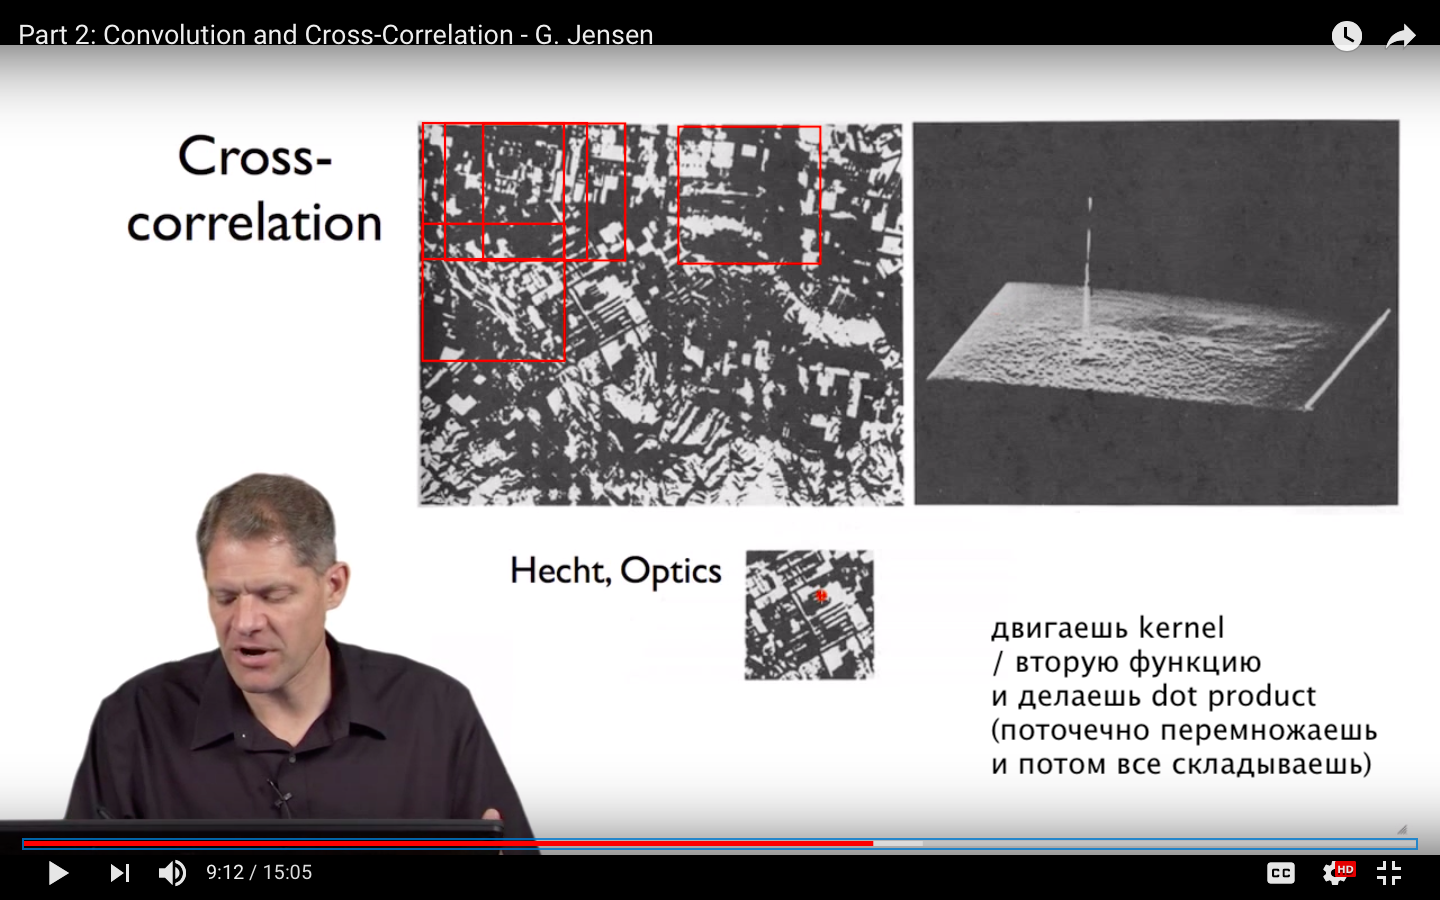 Part 2: Convolution and Cross-Correlation - G. Jensen
Cross-
correlation
Hecht, Optics
двигаешь kernel
/ вторую функцию
и делаешь dot product
(поточечно перемножаешь
и потом все складываешь)
9:12 / 15:05
CC
HD